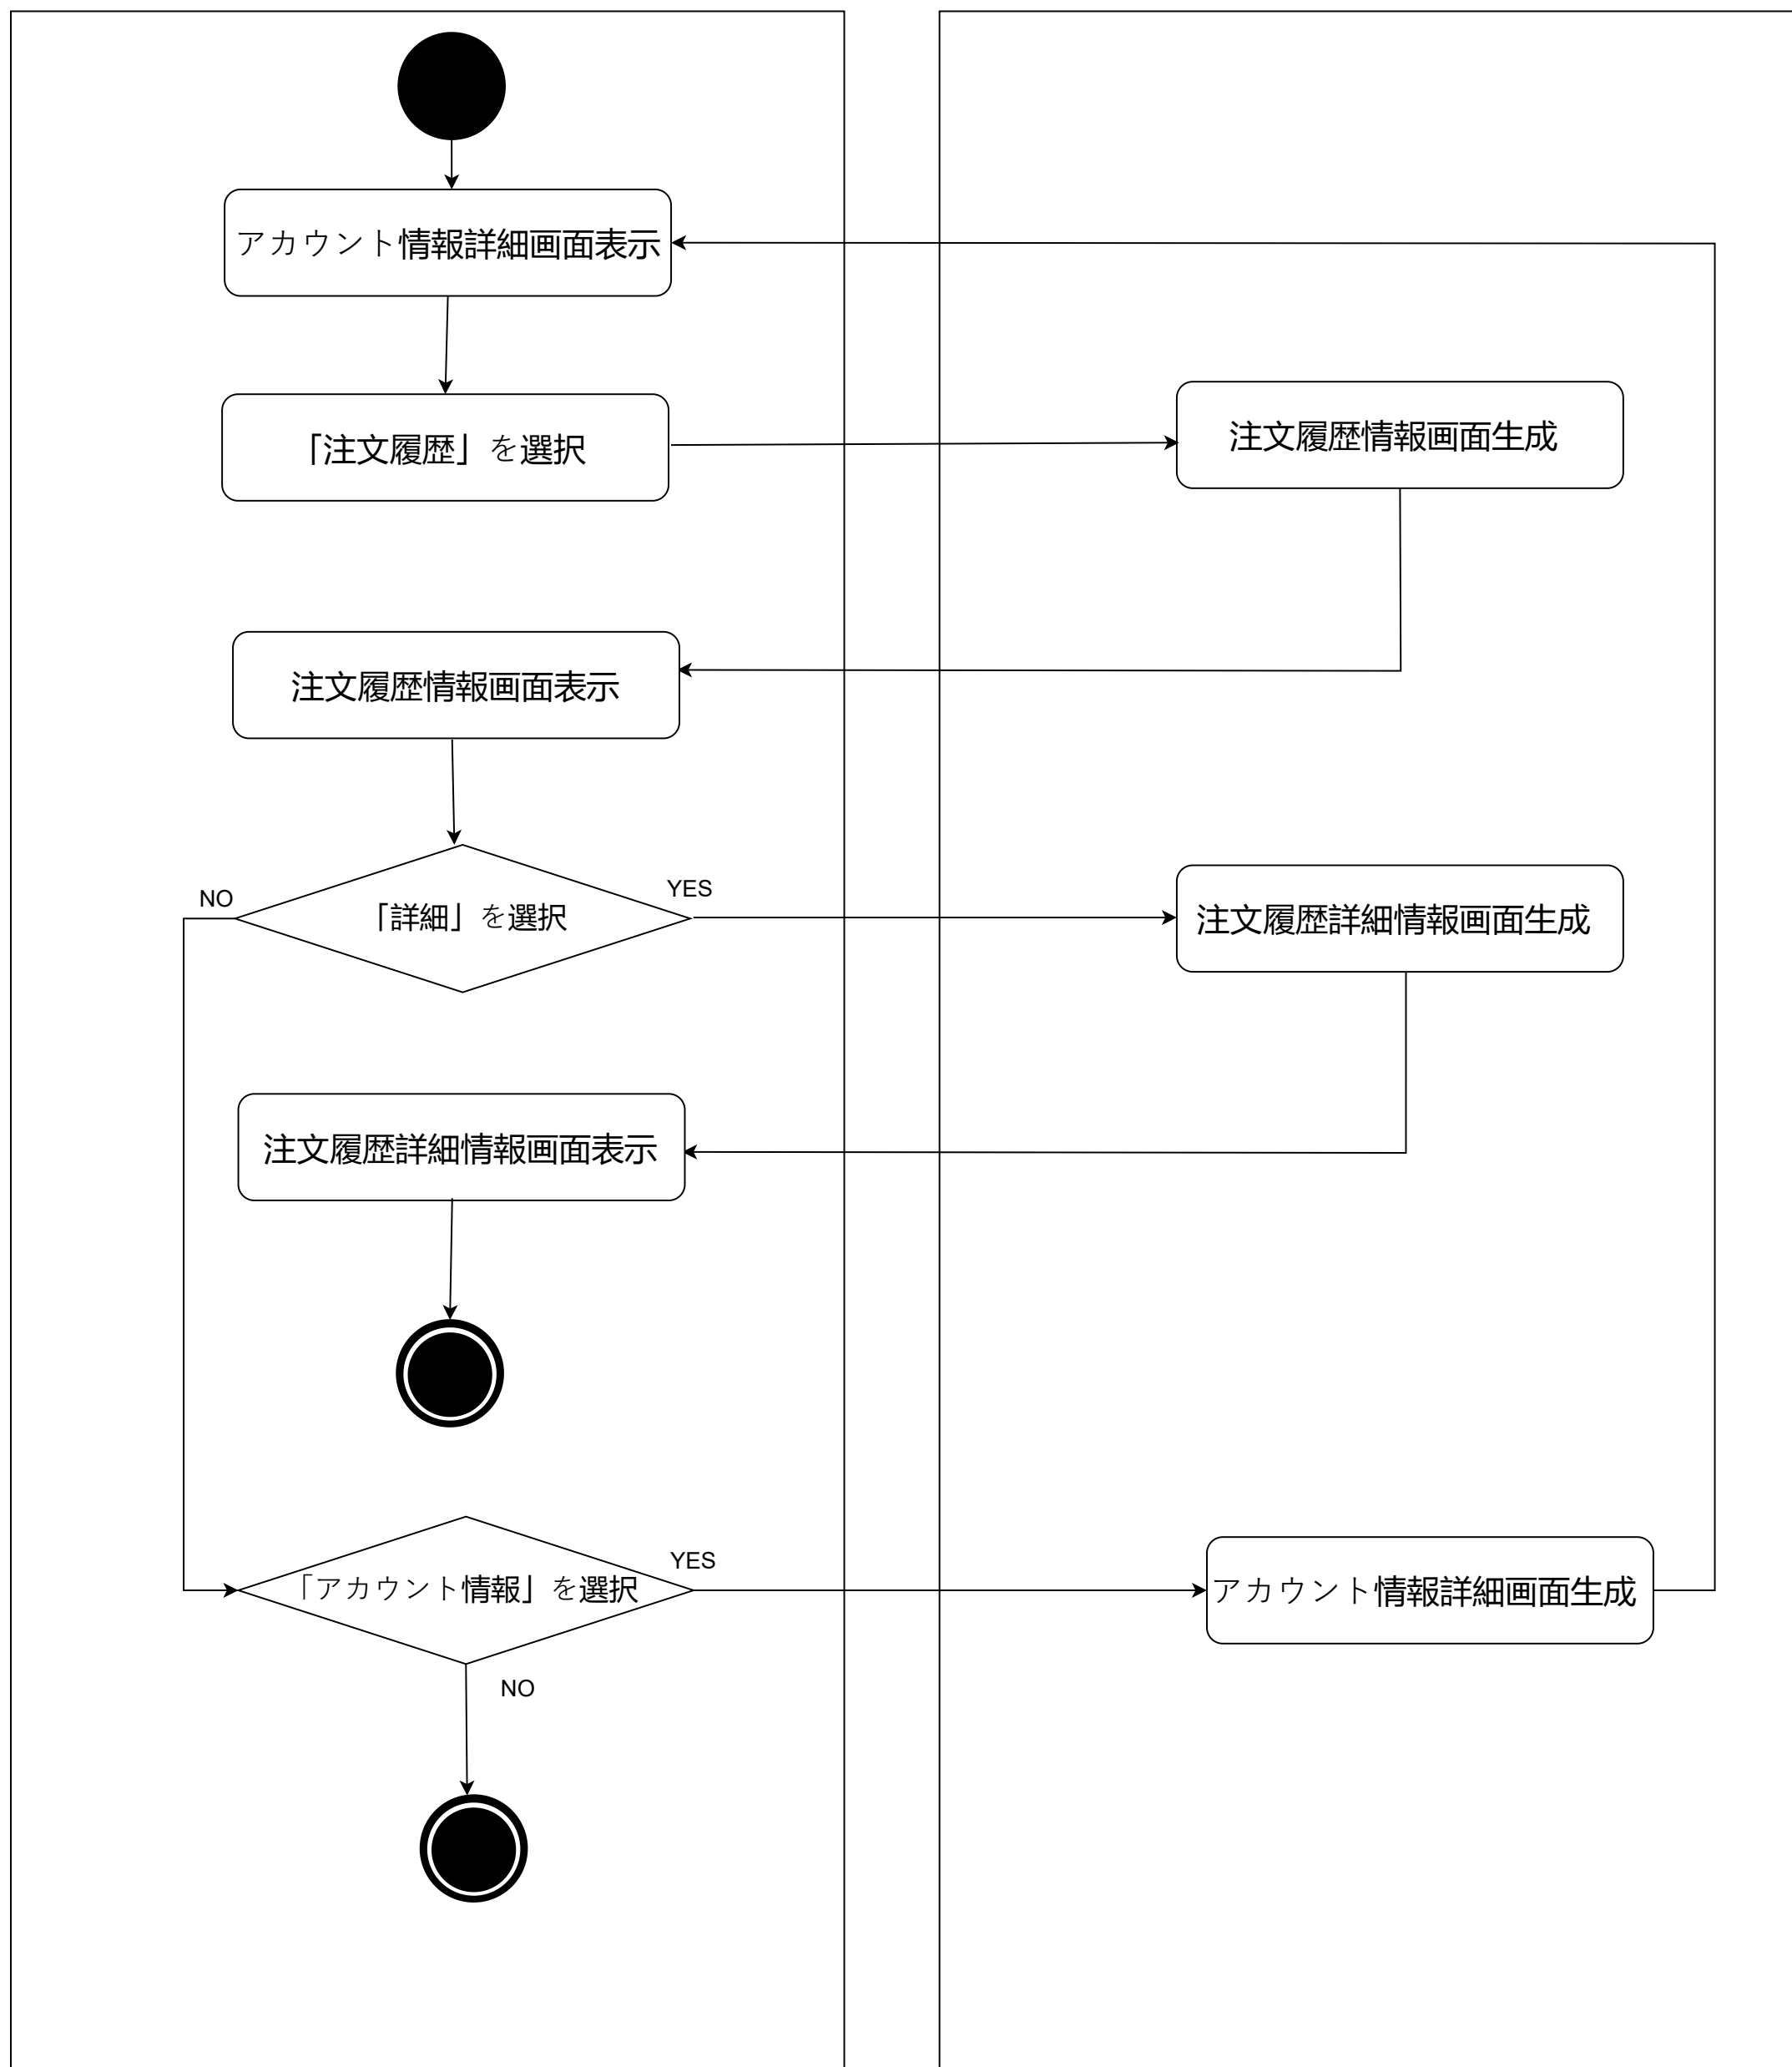 アカウント情報詳細画面表示
「注文履歴」を選択
注文履歴情報画面生成
注文履歴情報画面表示
NO
YES
「詳細」を選択
注文履歴詳細情報画面生成
注文履歴詳細情報画面表示
YES
「アカウント情報」を選択
アカウント情報詳細画面生成
NO